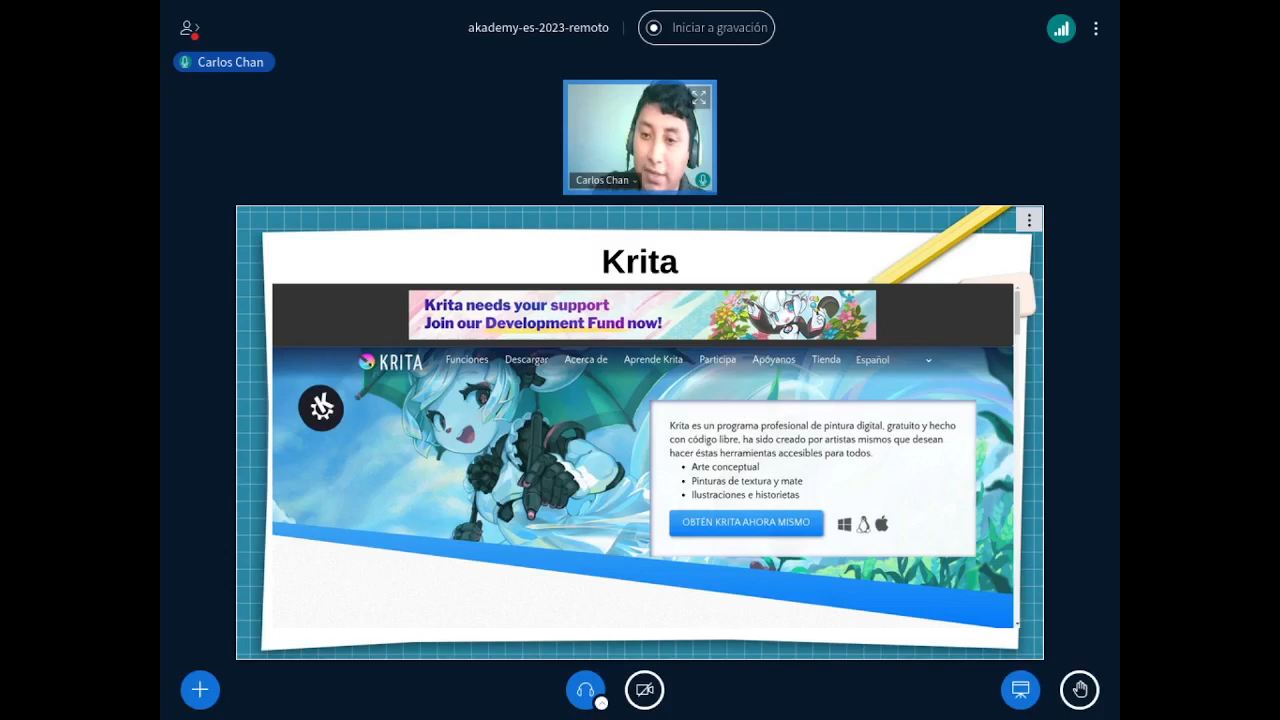 akademy-es-2023-remoto
Iniciar a gravación
Carlos Chan
Carlos Chan
Krita
Krita needs your support
Join our Development Fund now!
KRITA Funciones Descargar Acerca de Aprende Krita Participa Apóyanos Tienda Español
Krita es un programa profesional de pintura digital, gratuito y hecho
con código libre, ha sido creado por artistas mismos que desean
hacer éstas herramientas accesibles para todos.
• Arte conceptual
• Pinturas de textura y mate
• Ilustraciones e historietas
OBTÉN KRITA AHORA MISMO